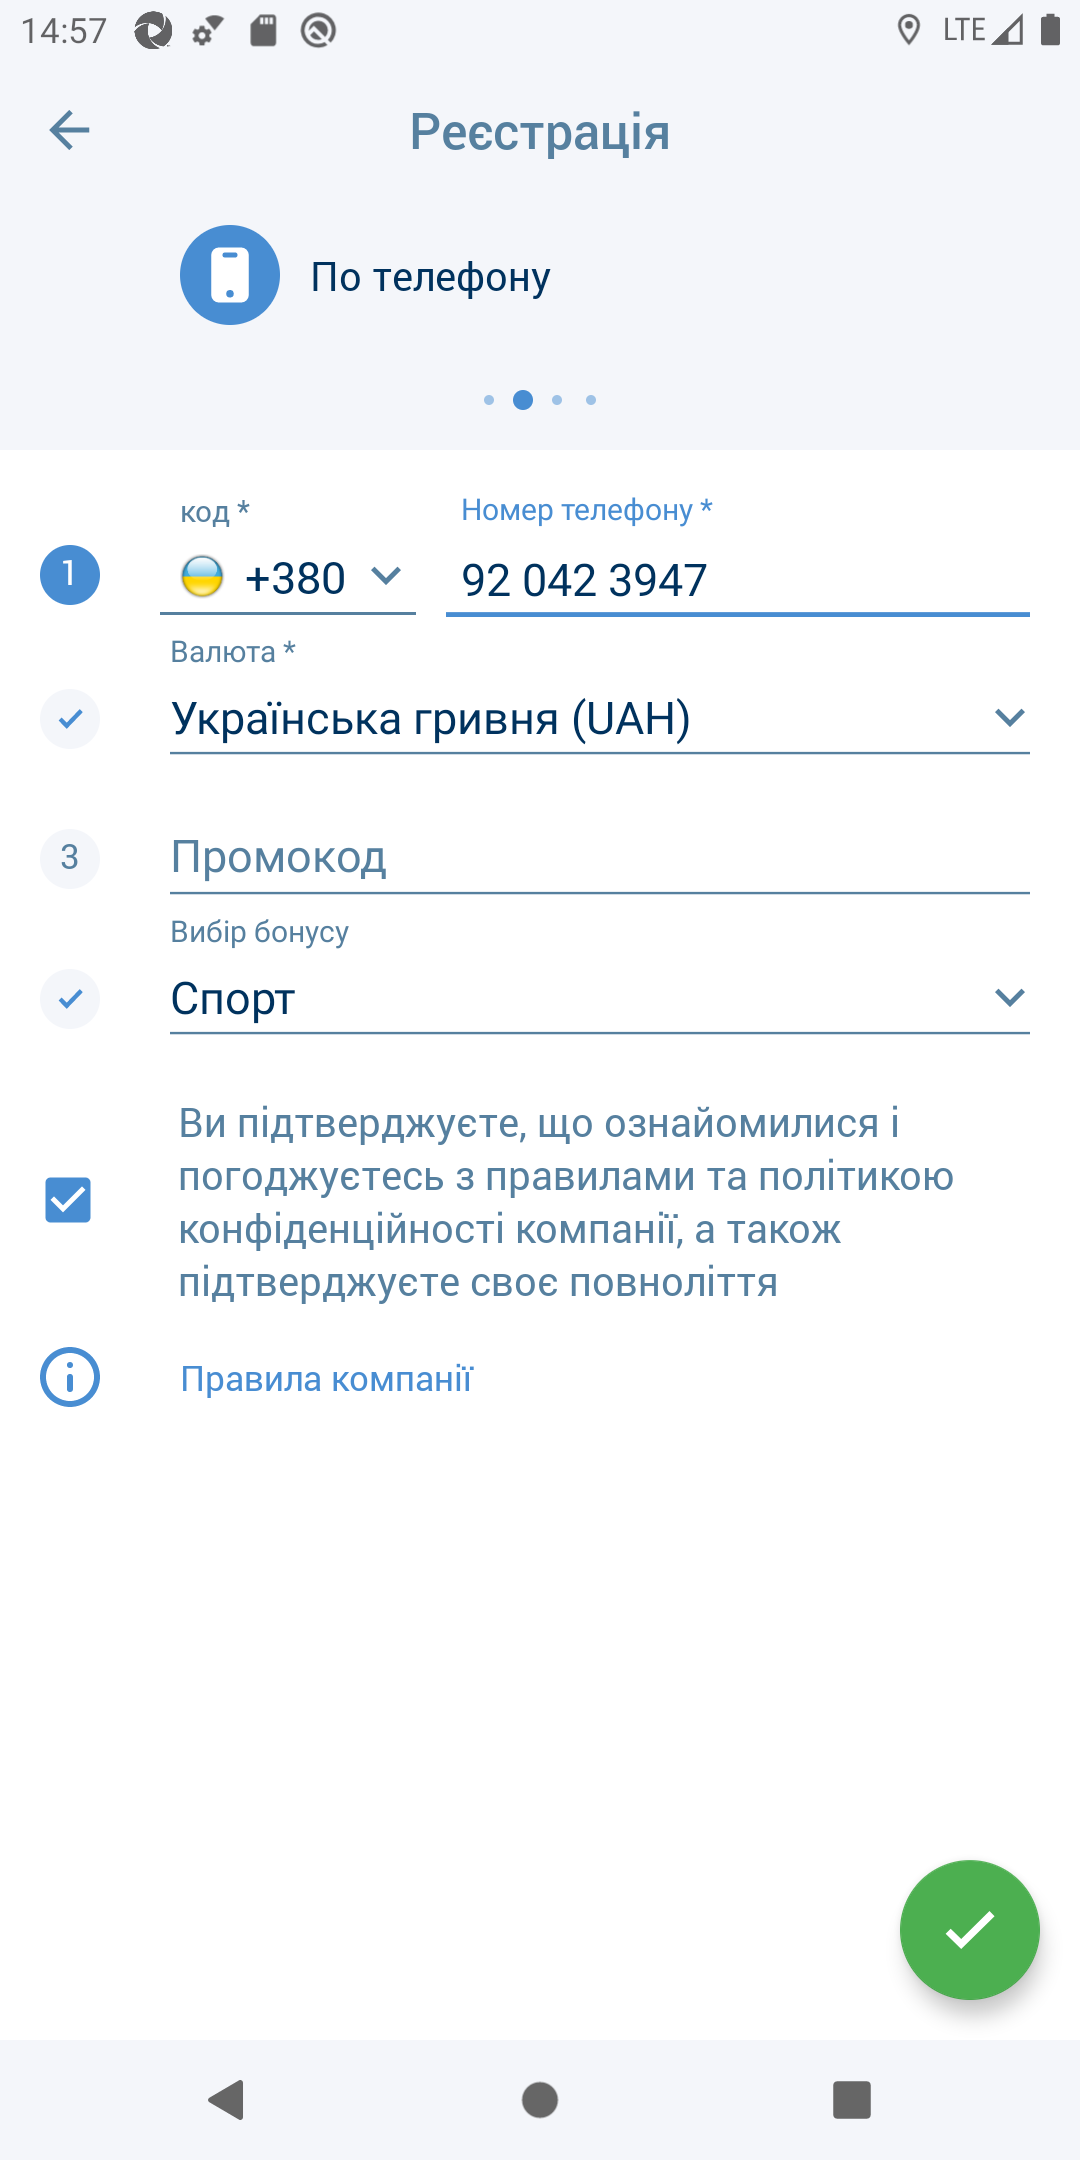 14:57
LTE
Реєстрація
По телефону
код *
Номер телефону *
1
+380
92 042 3947
Валюта *
Українська гривня (UAH)
3
Промокод
Вибір бонусу
Спорт
Ви підтверджуєте, що ознайомилися і
погоджуєтесь з правилами та політикою
конфіденційності компанії, а також
підтверджуєте своє повноліття
Правила компанії